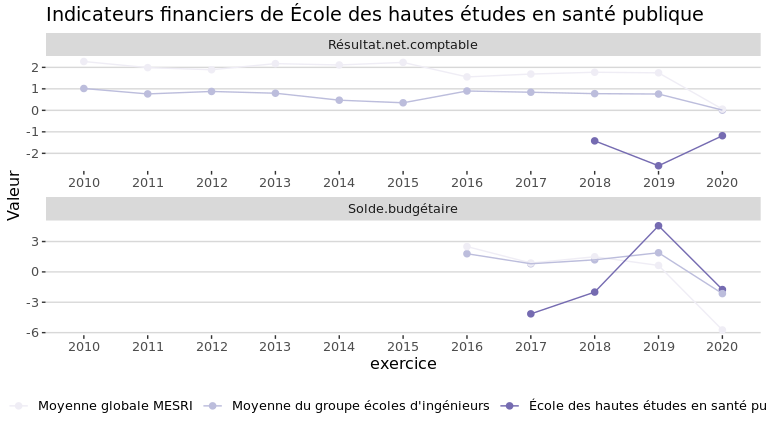 Indicateurs financiers de École des hautes études en santé publique
Résultat.net.comptable
2
1
0
-1
-2
2010 2011 2012 2013 2014 2015 2016 2017 2018 2019 2020
Valeur
Solde.budgétaire
3
0
-3
-6
2010 2011 2012 2013 2014 2015 2016 2017 2018 2019 2020
exercice
Moyenne globale MESRI Moyenne du groupe écoles d'ingénieurs École des hautes études en santé pu